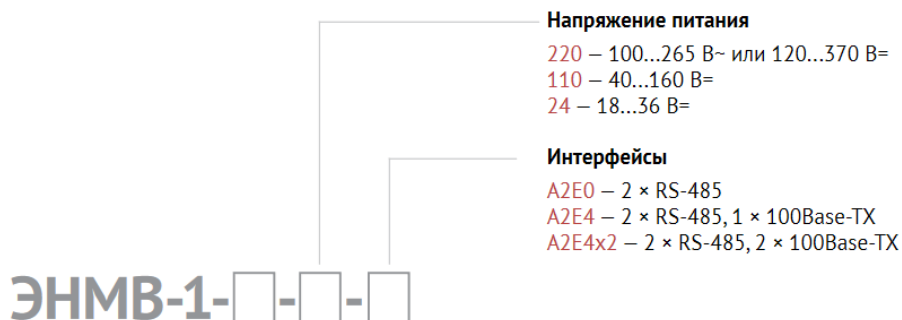 Напряжение питания
220 — 100...265 В~ или 120...370 В=
110 — 40...160 В=
24 — 18...36 В=
Интерфейсы
A2E0 — 2 × RS-485
A2E4 — 2 × RS-485, 1 × 100Base-TX
A2E4x2 — 2 × RS-485, 2 × 100Base-TX
ЭНМВ-1-□-□-□